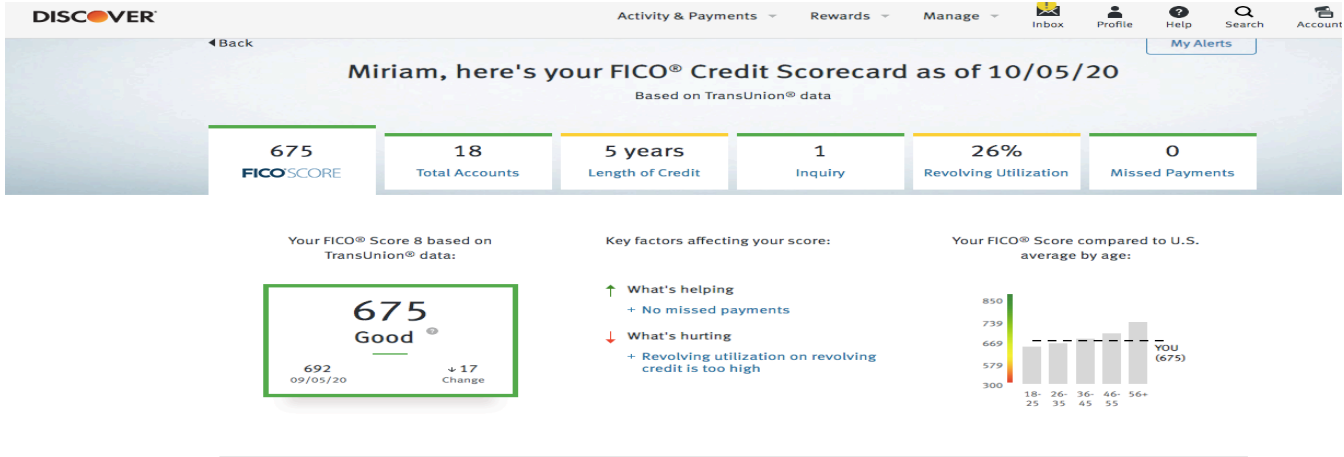 DISCOVER
Activity & Payments
Rewards
Manage
Inbox
Profile
Help
Search
Account
Back
My Alerts
Miriam, here's your FICO® Credit Scorecard as of 10/05/20
Based on TransUnion® data
675
FICO SCORE
18
Total Accounts
5 years
Length of Credit
1
Inquiry
26%
Revolving Utilization
0
Missed Payments
Your FICO® Score 8 based on
TransUnion® data:
675
Good
?
692
09/05/20
↓ 17
Change
Key factors affecting your score:
↑ What's helping
+ No missed payments
↓ What's hurting
+ Revolving utilization on revolving
credit is too high
Your FICO® Score compared to U.S.
average by age:
850
739
669
579
300
YOU
(675)
18-25
26-35
36-45
46-55
56+